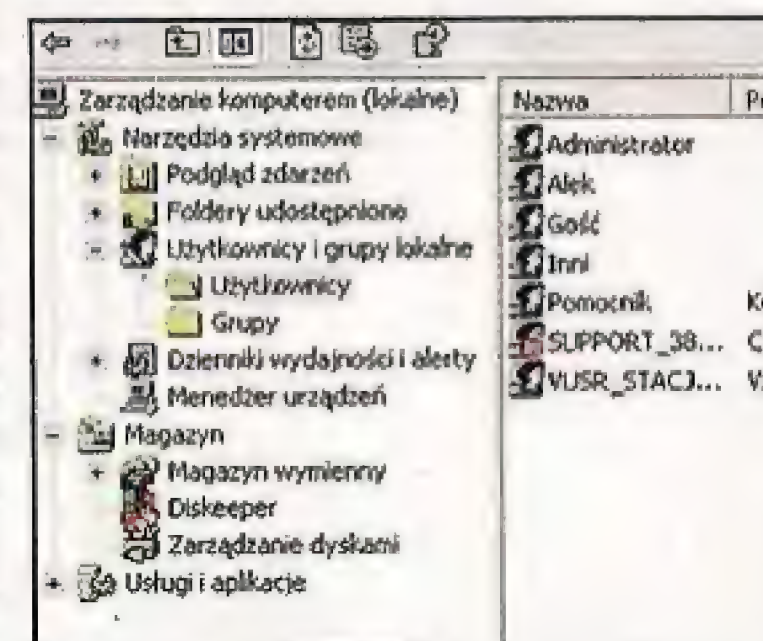 Zarządzanie komputerem (lokalne)
Narzędzia systemowe
Podgląd zdarzeń
Foldery udostępnione
Użytkownicy i grupy lokalne
Użytkownicy
Grupy
Dzienniki wydajności i alerty
Menedżer urządzeń
Magazyn
Magazyn wymienny
Diskeeper
Zarządzanie dyskami
Usługi i aplikacje
Nazwa
Administrator
Alek
Gość
Inni
Pomocnik
SUPPORT_38...
VUSR_STACJ...